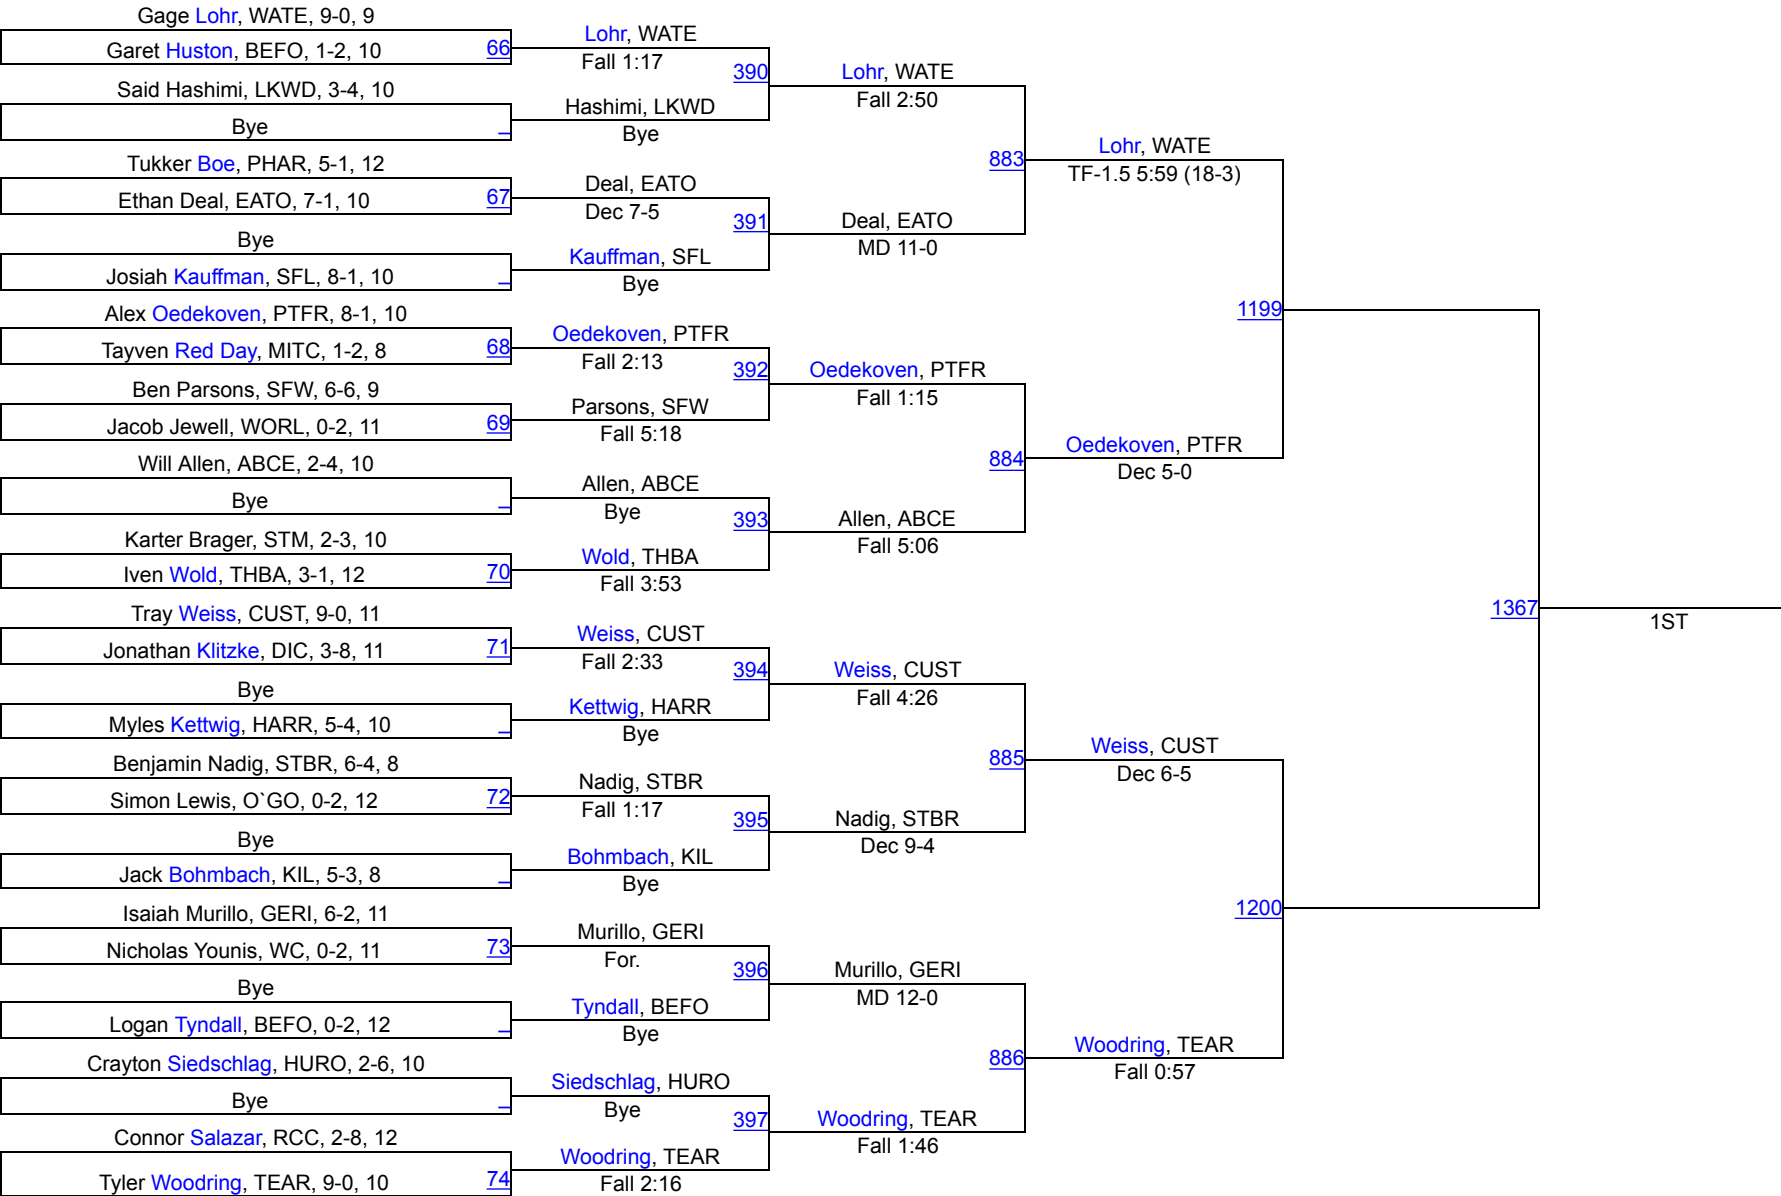 Gage Lohr, WATE, 9-0, 9
Garet Huston, BEFO, 1-2, 10
66
Said Hashimi, LKWD, 3-4, 10
Bye
Tukker Boe, PHAR, 5-1, 12
Ethan Deal, EATO, 7-1, 10
67
Bye
Josiah Kauffman, SFL, 8-1, 10
Alex Oedekoven, PTFR, 8-1, 10
Tayven Red Day, MITC, 1-2, 8
68
Ben Parsons, SFW, 6-6, 9
Jacob Jewell, WORL, 0-2, 11
69
Will Allen, ABCE, 2-4, 10
Bye
Karter Brager, STM, 2-3, 10
Iven Wold, THBA, 3-1, 12
70
Tray Weiss, CUST, 9-0, 11
Jonathan Klitzke, DIC, 3-8, 11
71
Bye
Myles Kettwig, HARR, 5-4, 10
Benjamin Nadig, STBR, 6-4, 8
Simon Lewis, O`GO, 0-2, 12
72
Bye
Jack Bohmbach, KIL, 5-3, 8
Isaiah Murillo, GERI, 6-2, 11
Nicholas Younis, WC, 0-2, 11
73
Bye
Logan Tyndall, BEFO, 0-2, 12
Crayton Siedschlag, HURO, 2-6, 10
Bye
Connor Salazar, RCC, 2-8, 12
Tyler Woodring, TEAR, 9-0, 10
74
Lohr, WATE
Fall 1:17
390
Hashimi, LKWD
Bye
Deal, EATO
Dec 7-5
391
Kauffman, SFL
Bye
Oedekoven, PTFR
Fall 2:13
392
Parsons, SFW
Fall 5:18
Allen, ABCE
Bye
393
Wold, THBA
Fall 3:53
Weiss, CUST
Fall 2:33
394
Kettwig, HARR
Bye
Nadig, STBR
Fall 1:17
395
Bohmbach, KIL
Bye
Murillo, GERI
For.
396
Tyndall, BEFO
Bye
Siedschlag, HURO
Bye
397
Woodring, TEAR
Fall 2:16
Lohr, WATE
Fall 2:50
883
Deal, EATO
MD 11-0
Oedekoven, PTFR
Fall 1:15
884
Allen, ABCE
Fall 5:06
Weiss, CUST
Fall 4:26
885
Nadig, STBR
Dec 9-4
Murillo, GERI
MD 12-0
886
Woodring, TEAR
Fall 1:46
Lohr, WATE
TF-1.5 5:59 (18-3)
1199
Oedekoven, PTFR
Dec 5-0
Weiss, CUST
Dec 6-5
1200
Woodring, TEAR
Fall 0:57
1367
1ST